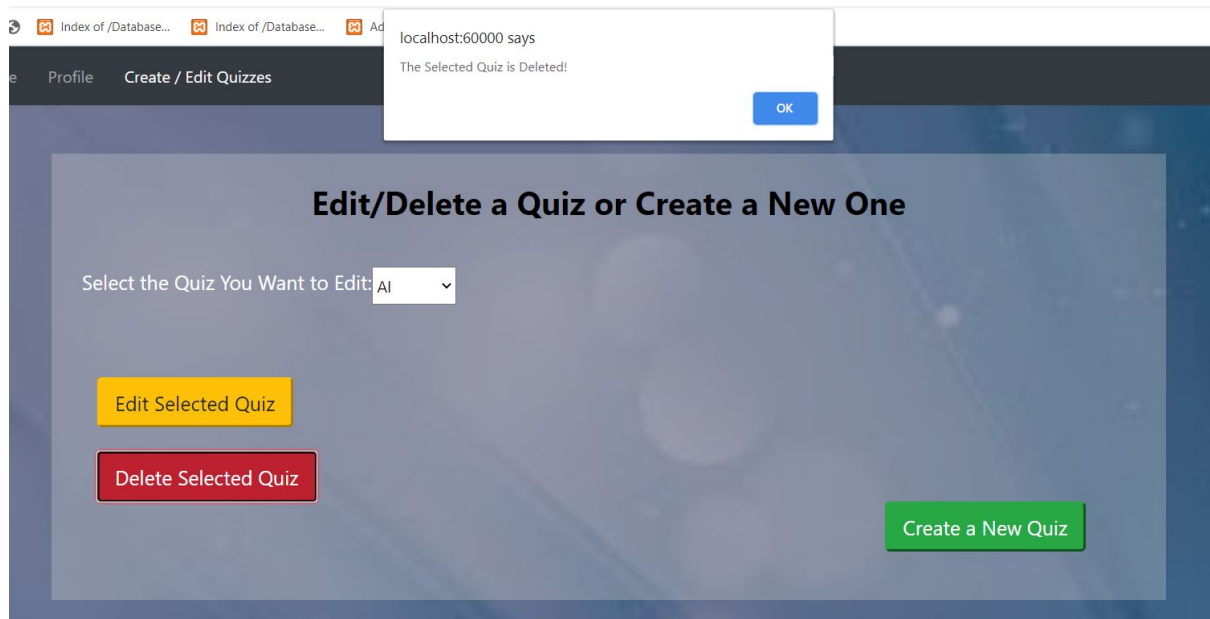 Index of /Database... Index of /Database... Ad
localhost:60000 says
The Selected Quiz is Deleted!
OK
e Profile Create / Edit Quizzes
Edit/Delete a Quiz or Create a New One
Select the Quiz You Want to Edit: AI
Edit Selected Quiz
Delete Selected Quiz
Create a New Quiz